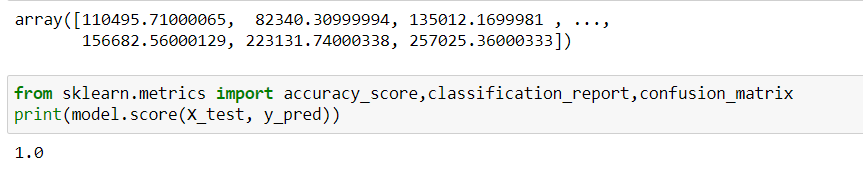 array([110495.71000065,  82340.30999994, 135012.1699981 , ...,
       156682.56000129, 223131.74000338, 257025.36000333])
from sklearn.metrics import accuracy_score,classification_report,confusion_matrix
print(model.score(X_test, y_pred))
1.0